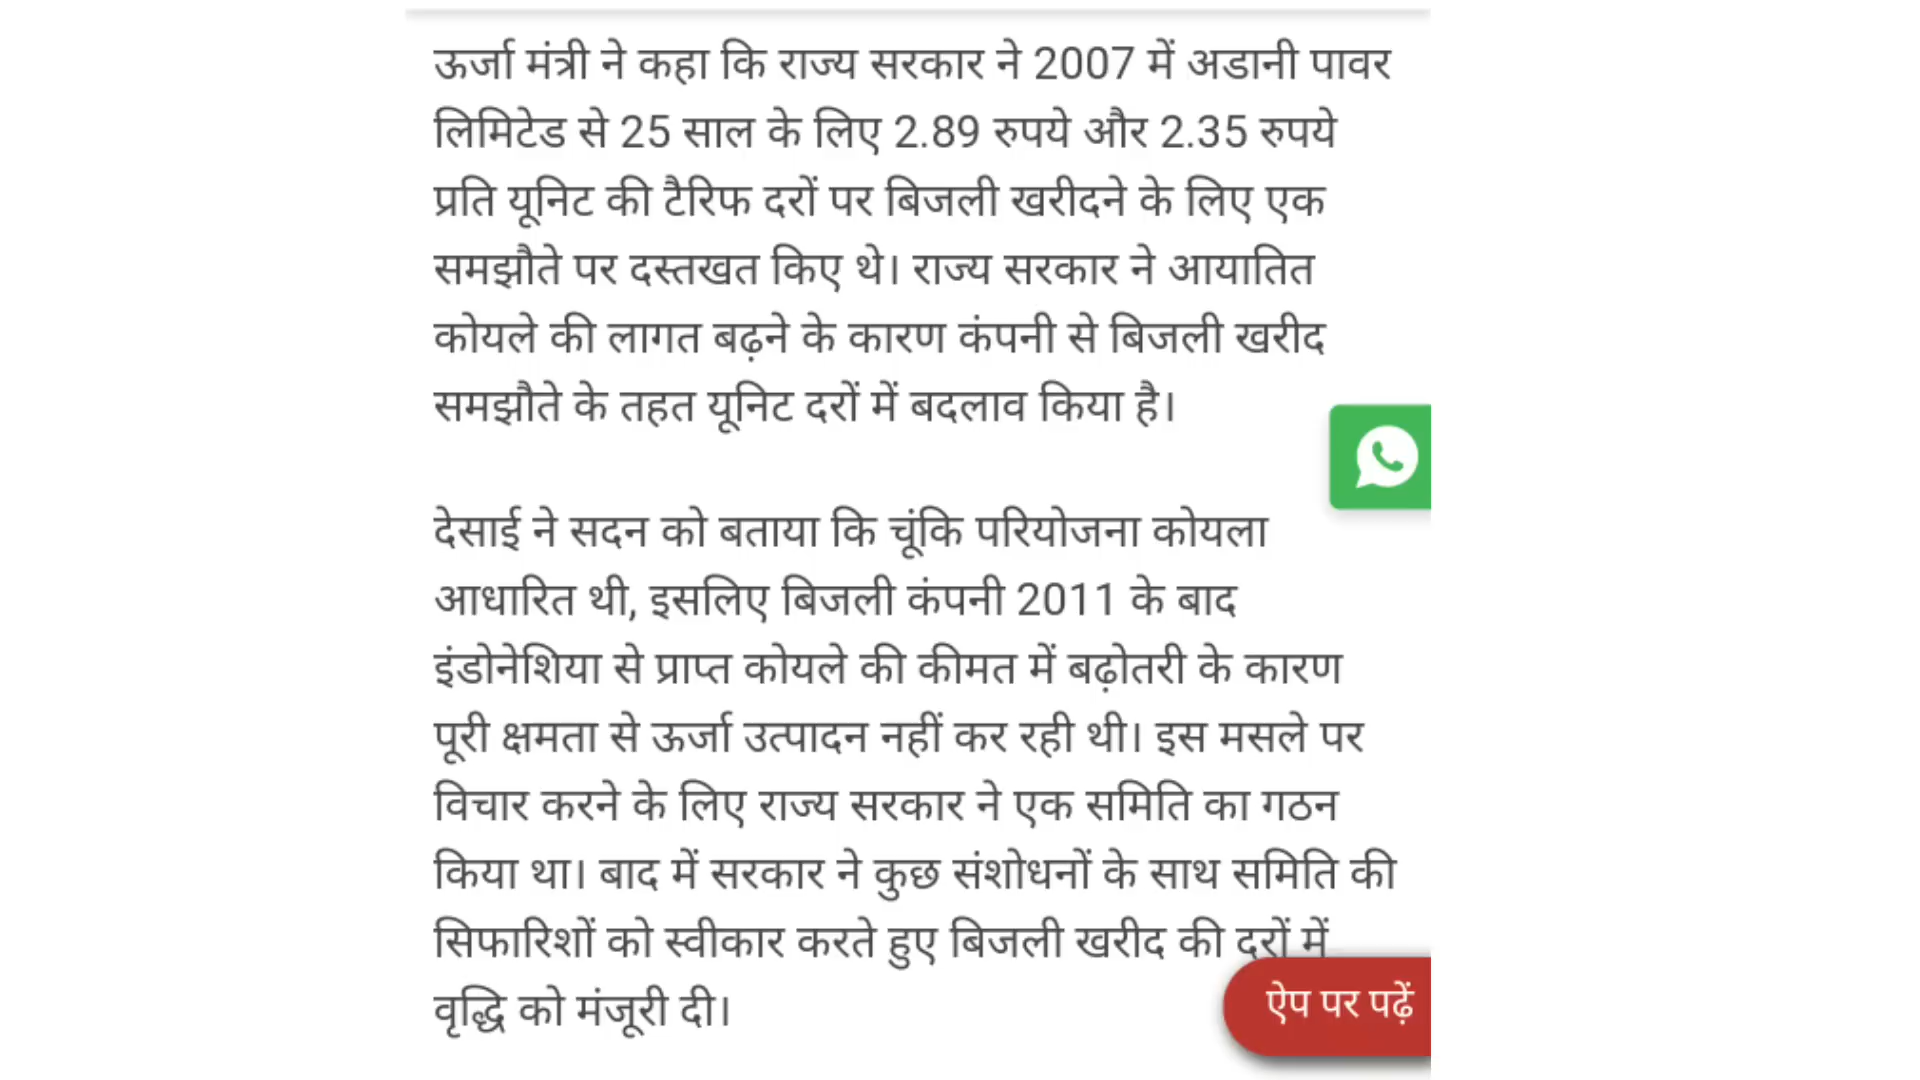 ऊर्जा मंत्री ने कहा कि राज्य सरकार ने 2007 में अडानी पावर
लिमिटेड से 25 साल के लिए 2.89 रुपये और 2.35 रुपये
प्रति यूनिट की टैरिफ दरों पर बिजली खरीदने के लिए एक
समझौते पर दस्तखत किए थे। राज्य सरकार ने आयातित
कोयले की लागत बढ़ने के कारण कंपनी से बिजली खरीद
समझौते के तहत यूनिट दरों में बदलाव किया है।
देसाई ने सदन को बताया कि चूंकि परियोजना कोयला
आधारित थी, इसलिए बिजली कंपनी 2011 के बाद
इंडोनेशिया से प्राप्त कोयले की कीमत में बढ़ोतरी के कारण
पूरी क्षमता से ऊर्जा उत्पादन नहीं कर रही थी। इस मसले पर
विचार करने के लिए राज्य सरकार ने एक समिति का गठन
किया था। बाद में सरकार ने कुछ संशोधनों के साथ समिति की
सिफारिशों को स्वीकार करते हुए बिजली खरीद की दरों में
वृद्धि को मंजूरी दी।
ऐप पर पढ़ें